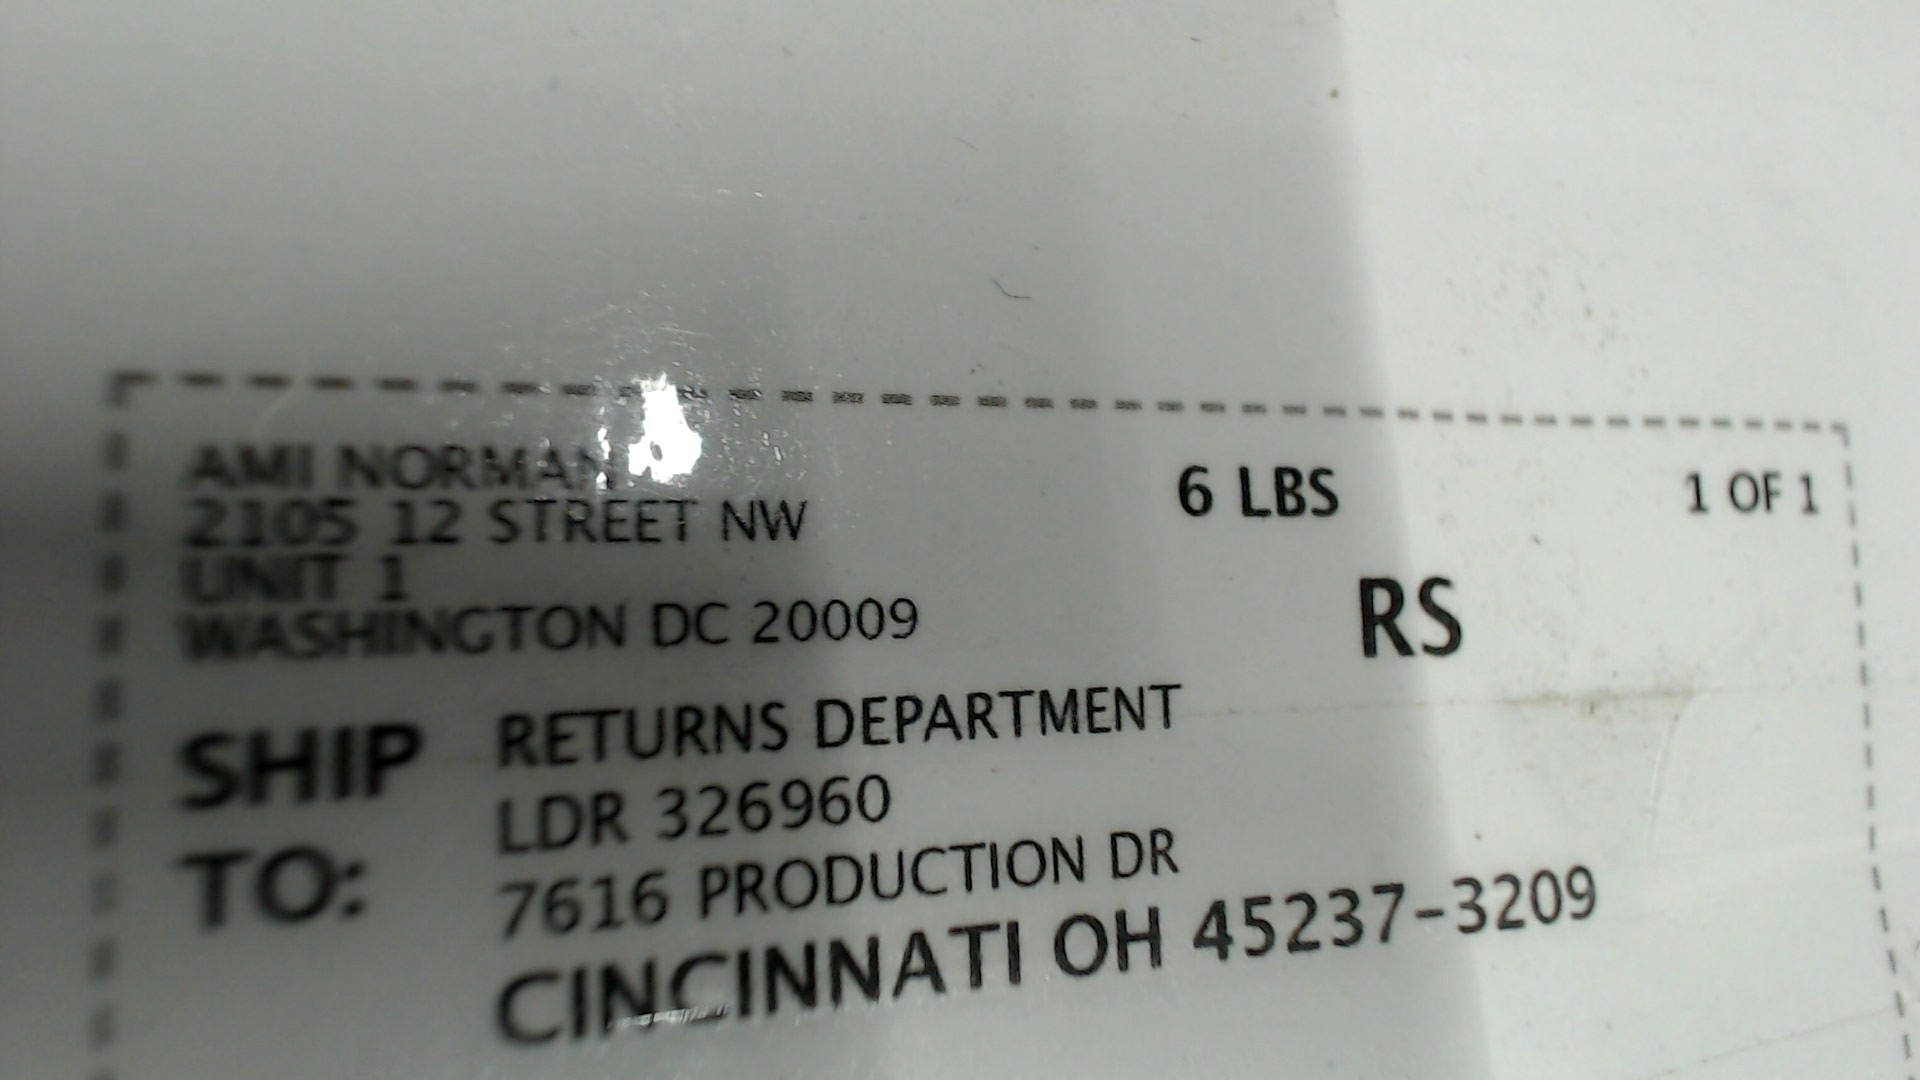 AMI NORMAN
2105 12 STREET NW
UNIT 1
WASHINGTON DC 20009
6 LBS
1 OF 1
RS
SHIP TO:
RETURNS DEPARTMENT
LDR 326960
7616 PRODUCTION DR
CINCINNATI OH 45237-3209